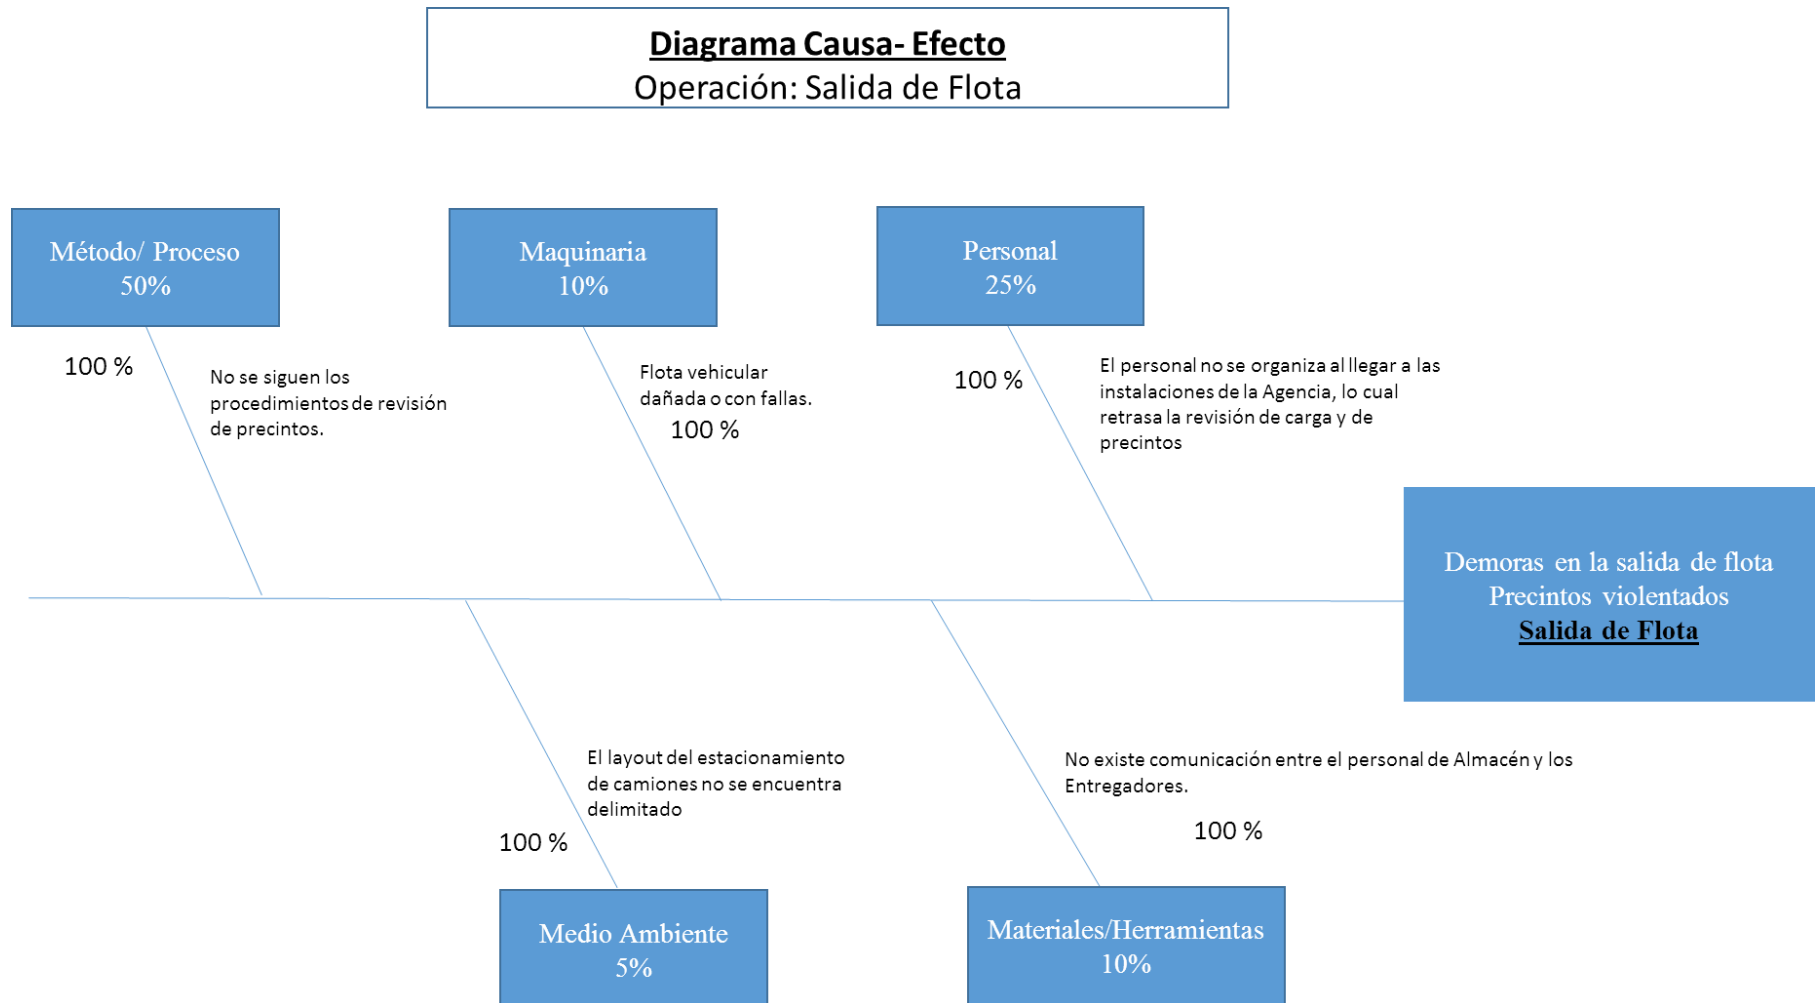 Diagrama Causa- Efecto
Operación: Salida de Flota
Método/ Proceso
50%
Maquinaria
10%
Personal
25%
100 %
No se siguen los
procedimientos de revisión
de precintos.
Flota vehicular
dañada o con fallas.
100 %
100 %
El personal no se organiza al llegar a las
instalaciones de la Agencia, lo cual
retrasa la revisión de carga y de
precintos
Demoras en la salida de flota
Precintos violentados
Salida de Flota
El layout del estacionamiento
de camiones no se encuentra
delimitado
100 %
No existe comunicación entre el personal de Almacén y los
Entregadores.
100 %
Medio Ambiente
5%
Materiales/Herramientas
10%